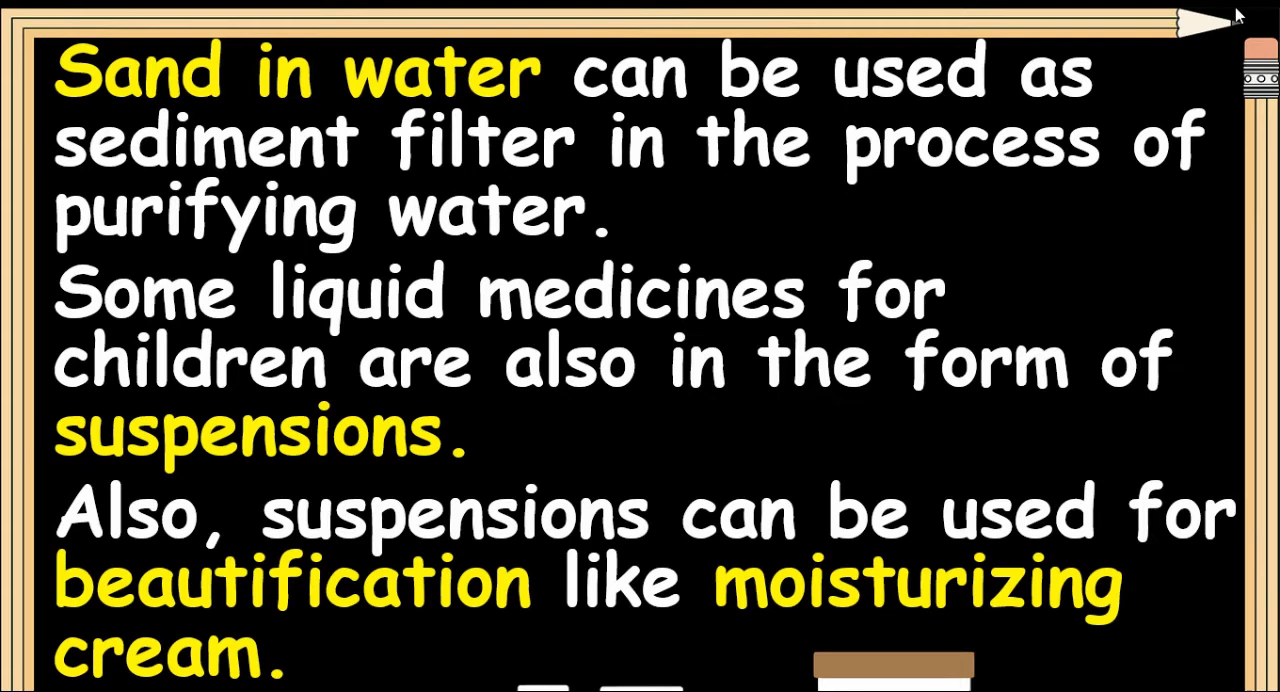 Sand in water can be used as
sediment filter in the process of
purifying water.
Some liquid medicines for
children are also in the form of
suspensions.
Also, suspensions can be used for
beautification like moisturizing
cream.